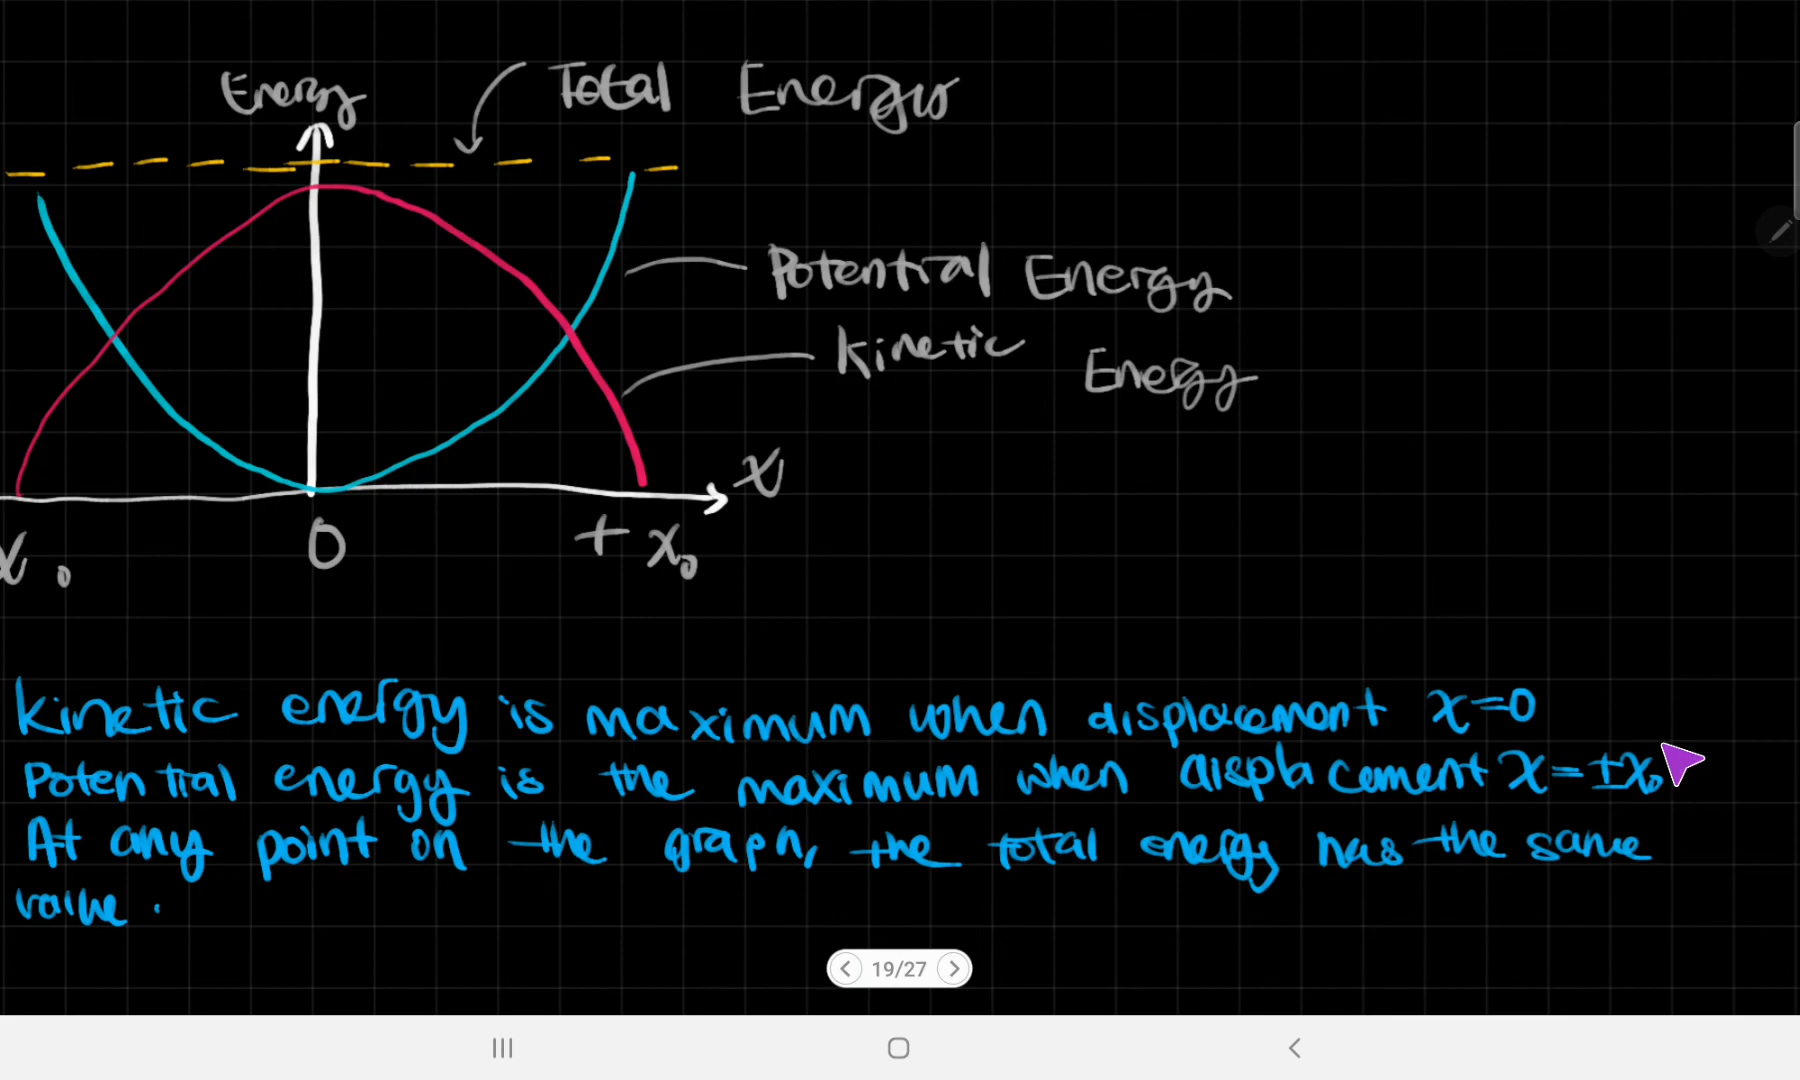 Energy
Total Energy
Potential Energy
Kinetic Energy
x
x₀
0
+x₀
Kinetic energy is maximum when displacement x=0
Potential energy is the maximum when displacement x=±x₀
At any point on the graph, the total energy has the same
value.
19/27